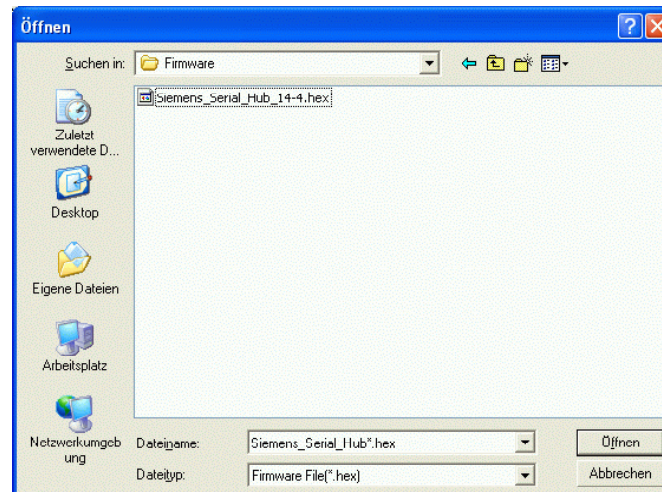 Öffnen
Suchen in:
Firmware
Siemens_Serial_Hub_14-4.hex
Zuletzt
verwendete D...
Desktop
Eigene Dateien
Arbeitsplatz
Netzwerkumgeb
ung
Dateiname:
Siemens_Serial_Hub*.hex
Öffnen
Dateityp:
Firmware File(*.hex)
Abbrechen